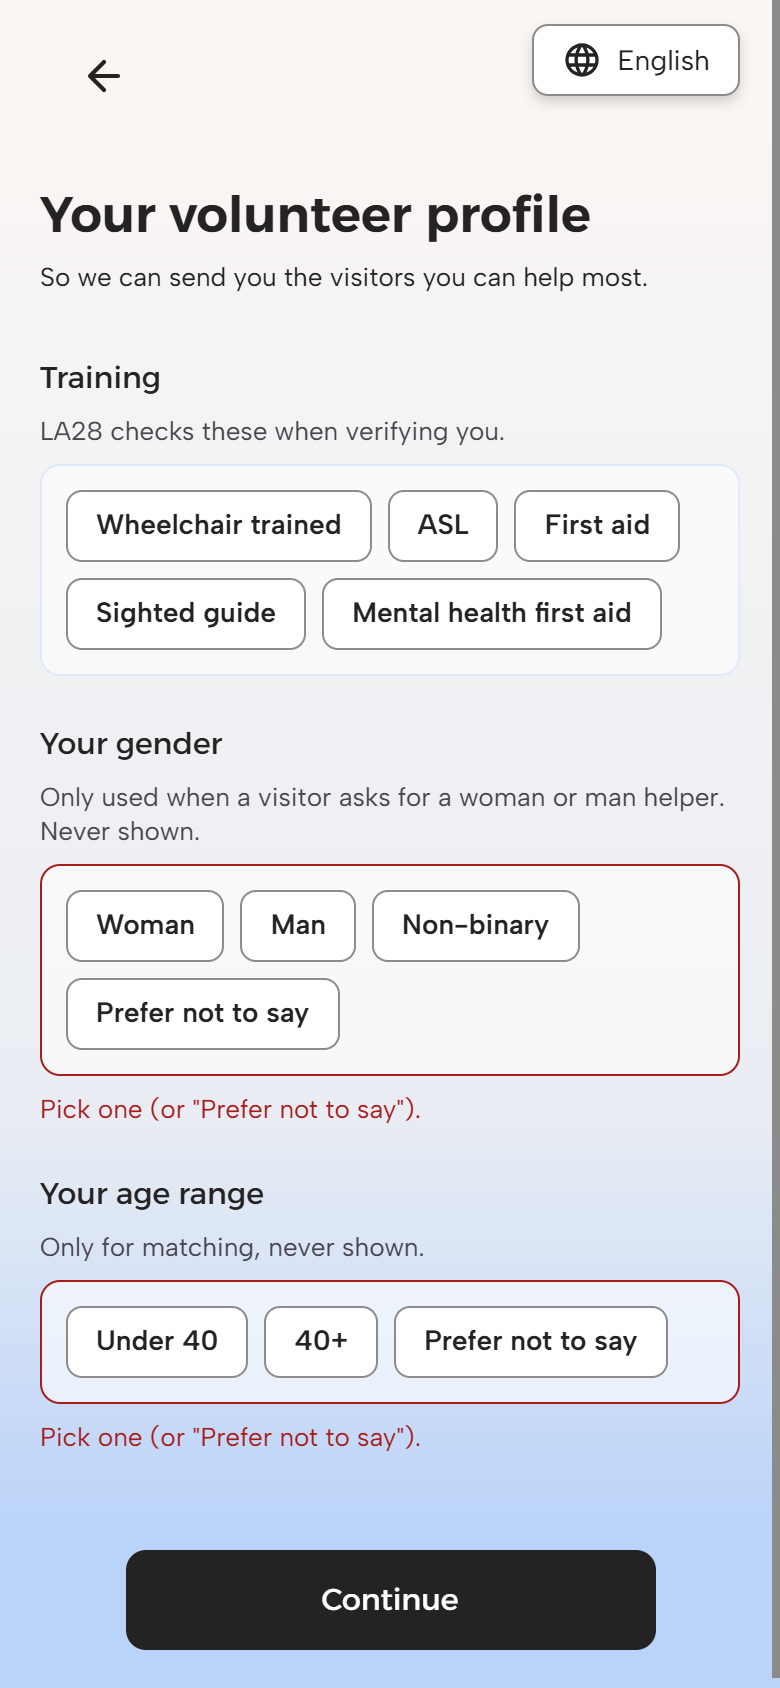 English
Your volunteer profile
So we can send you the visitors you can help most.
Training
LA28 checks these when verifying you.
Wheelchair trained ASL First aid
Sighted guide Mental health first aid
Your gender
Only used when a visitor asks for a woman or man helper.
Never shown.
Woman Man Non-binary
Prefer not to say
Pick one (or "Prefer not to say").
Your age range
Only for matching, never shown.
Under 40 40+ Prefer not to say
Pick one (or "Prefer not to say").
Continue